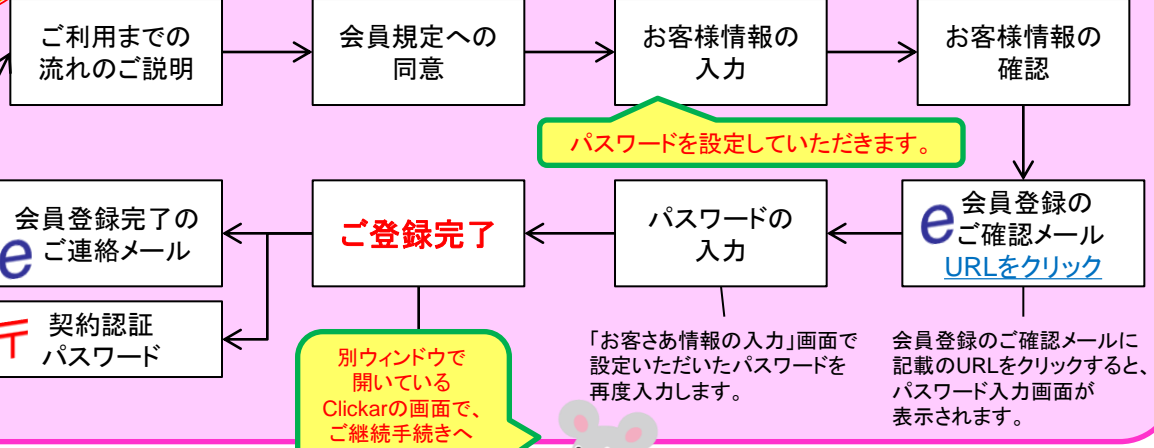 ご利用までの
流れのご説明
会員規定への
同意
お客様情報の
入力
お客様情報の
確認
パスワードを設定していただきます。
会員登録の
ご確認メール
URLをクリック
パスワードの
入力
ご登録完了
会員登録完了の
ご連絡メール
契約認証
パスワード
会員登録のご確認メールに
記載のURLをクリックすると、
パスワード入力画面が
表示されます。
「お客さあ情報の入力」画面で
設定いただいたパスワードを
再度入力します。
別ウィンドウで
開いている
Clickarの画面で、
ご継続手続きへ